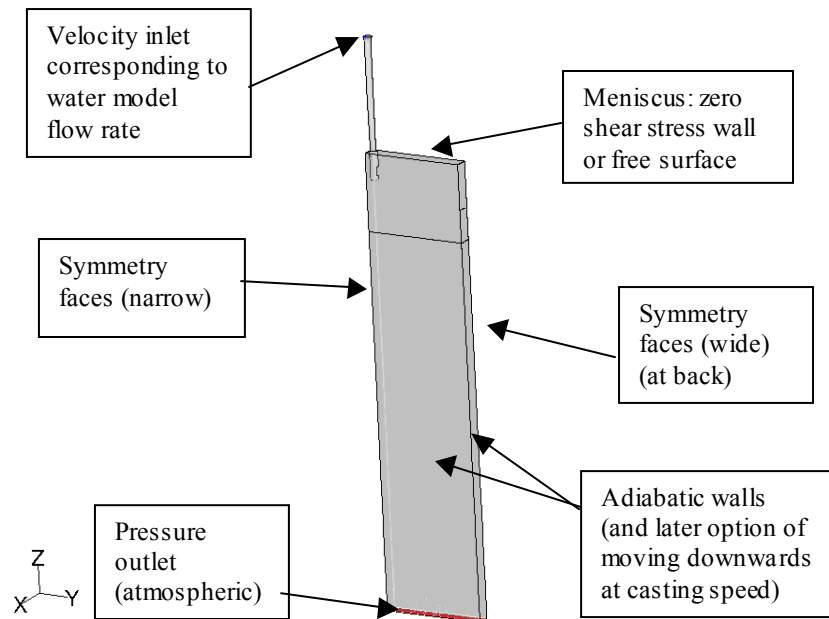 Velocity inlet
corresponding to
water model
flow rate
Meniscus: zero
shear stress wall
or free surface
Symmetry
faces (narrow)
Symmetry
faces (wide)
(at back)
Adiabatic walls
(and later option of
moving downwards
at casting speed)
Pressure
outlet
(atmospheric)
Z
X
Y